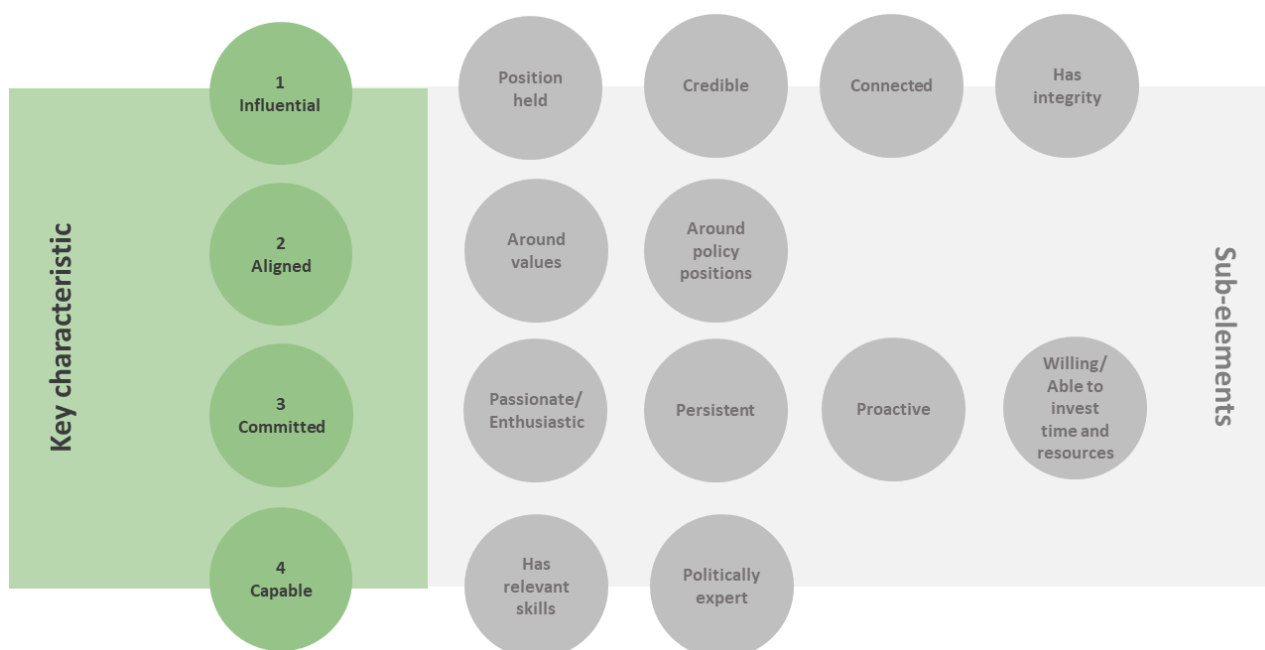 Key characteristic
1
Influential
Position
held
Credible
Connected
Has
integrity
2
Aligned
Around
values
Around
policy
positions
3
Committed
Passionate/
Enthusiastic
Persistent
Proactive
Willing/
Able to
invest
time and
resources
4
Capable
Has
relevant
skills
Politically
expert
Sub-elements